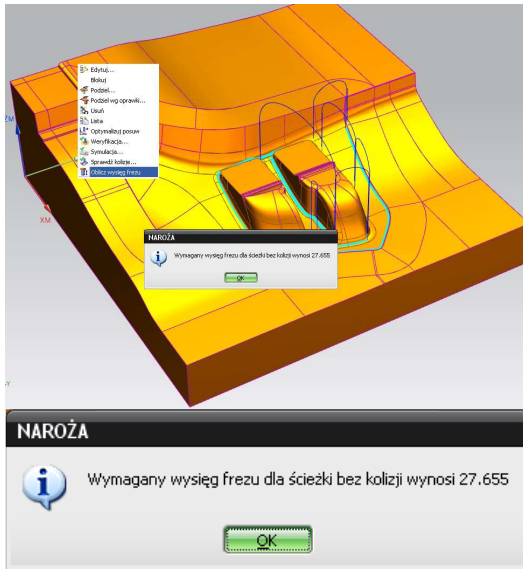 Edytuj...
Blokuj
Podziel...
Podziel wg oprawki...
Usuń
Lista
Optymalizuj posuw
Weryfikacja...
Symulacja...
Sprawdź kolizje...
Oblicz wysięg frezu
ZM
XM
NAROŻA
Wymagany wysięg frezu dla ścieżki bez kolizji wynosi 27.655
OK
-Y
NAROŻA
Wymagany wysięg frezu dla ścieżki bez kolizji wynosi 27.655
OK